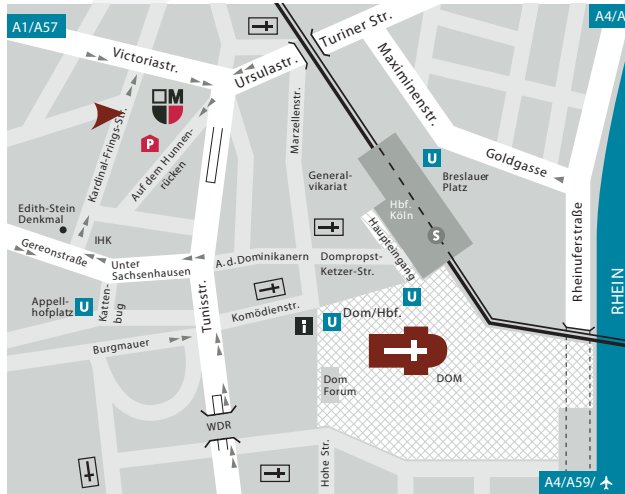 A1/A57
A4/A
Turiner Str.
Victoriastr.
Ursulastr.
Maximinenstr.
Marzellenstr.
M
Kardinal-Frings-Str.
P
Auf dem Hunnen-
rücken
U
Goldgasse
General-
vikariat
Breslauer
Platz
Hbf.
Köln
S
Edith-Stein
Denkmal
IHK
Haupteingang
Rheinuferstraße
RHEIN
Gereonstraße
Unter
Sachsenhausen
A.d.Dominikanern
Dompropst-
Ketzer-Str.
Appell-
hofplatz
U
Katten-
bug
Tunisstr.
Komödienstr.
U
i
U
Dom/Hbf.
Burgmauer
Dom
Forum
DOM
WDR
Hohe Str.
A4/A59/